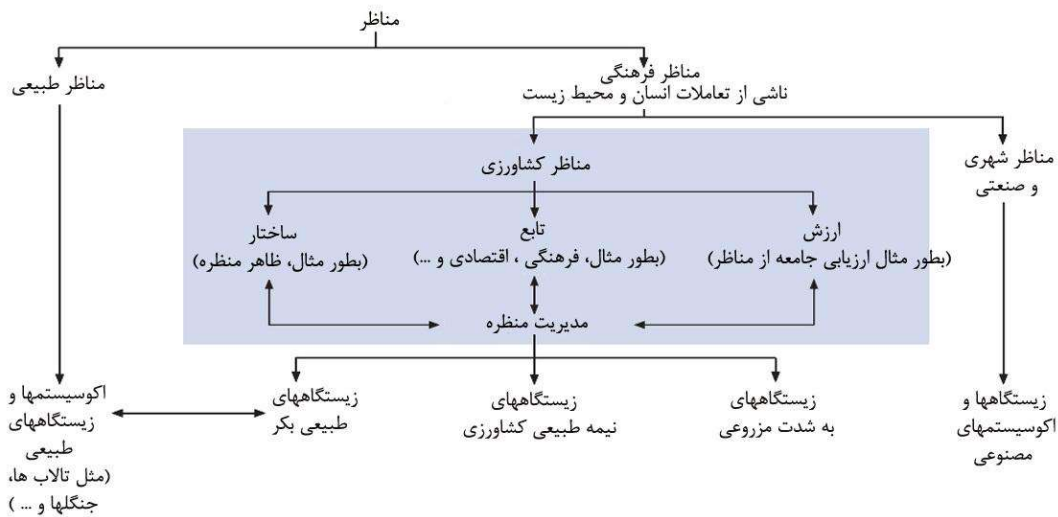 مناظر
مناظر فرهنگی
ناشی از تعاملات انسان و محیط زیست
مناظر طبیعی
مناظر شهری
و صنعتی
مناظر کشاورزی
ارزش
(بطور مثال ارزیابی جامعه از مناظر)
تابع
(بطور مثال، فرهنگی ، اقتصادی و ...)
ساختار
(بطور مثال، ظاهر منظره)
مدیریت منظره
زیستگاهها و
اکوسیستمهای
مصنوعی
زیستگاههای
به شدت مزروعی
زیستگاههای
نیمه طبیعی کشاورزی
زیستگاههای
طبیعی بکر
اکوسیستمها و
زیستگاههای
طبیعی
(مثل تالاب ها،
جنگلها و ... )